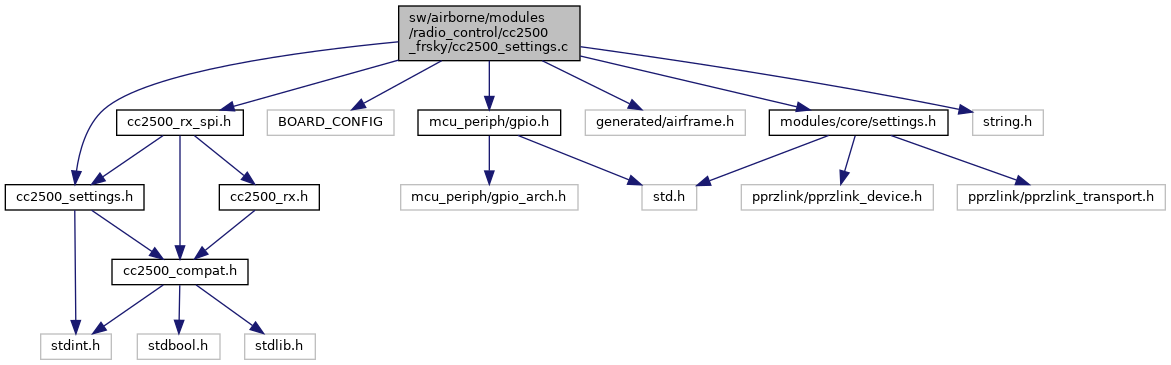 sw/airborne/modules
/radio_control/cc2500
_frsky/cc2500_settings.c
cc2500_rx_spi.h
BOARD_CONFIG
mcu_periph/gpio.h
generated/airframe.h
modules/core/settings.h
string.h
cc2500_settings.h
cc2500_rx.h
mcu_periph/gpio_arch.h
std.h
pprzlink/pprzlink_device.h
pprzlink/pprzlink_transport.h
cc2500_compat.h
stdint.h
stdbool.h
stdlib.h